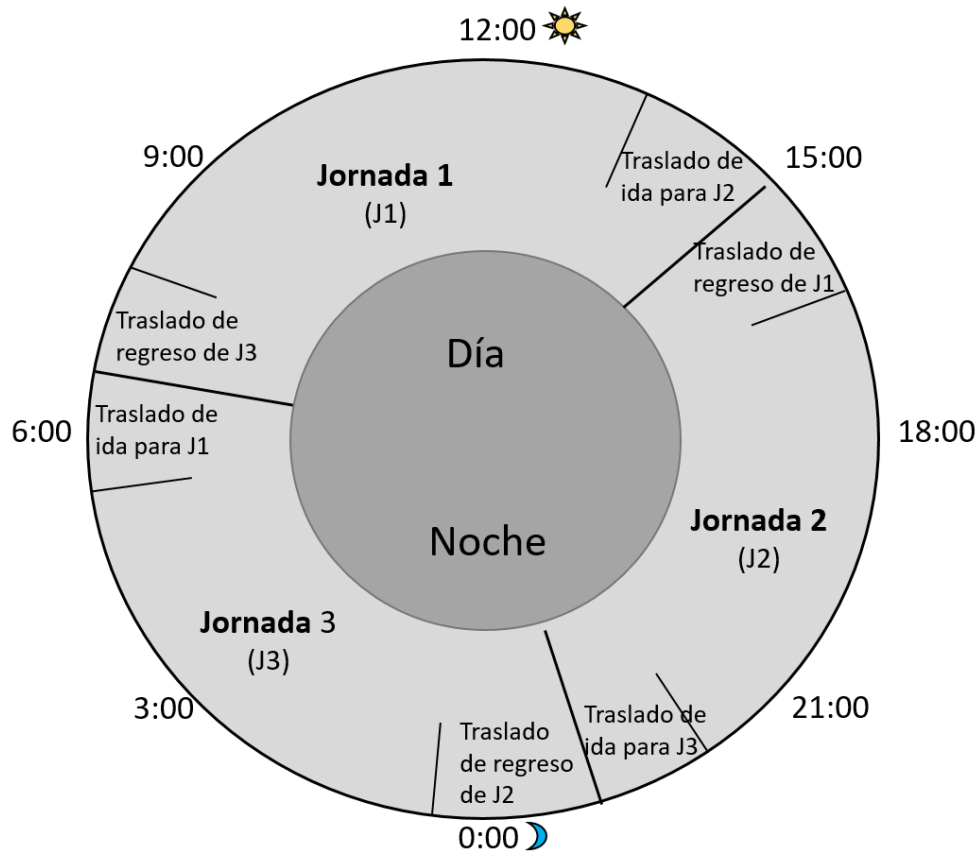 12:00
9:00
15:00
Jornada 1
(J1)
Traslado de
ida para J2
Traslado de
regreso de J1
Traslado de
regreso de J3
Día
6:00
Traslado de
ida para J1
18:00
Noche
Jornada 2
(J2)
Jornada 3
(J3)
3:00
21:00
Traslado de
ida para J3
Traslado
de regreso
de J2
0:00